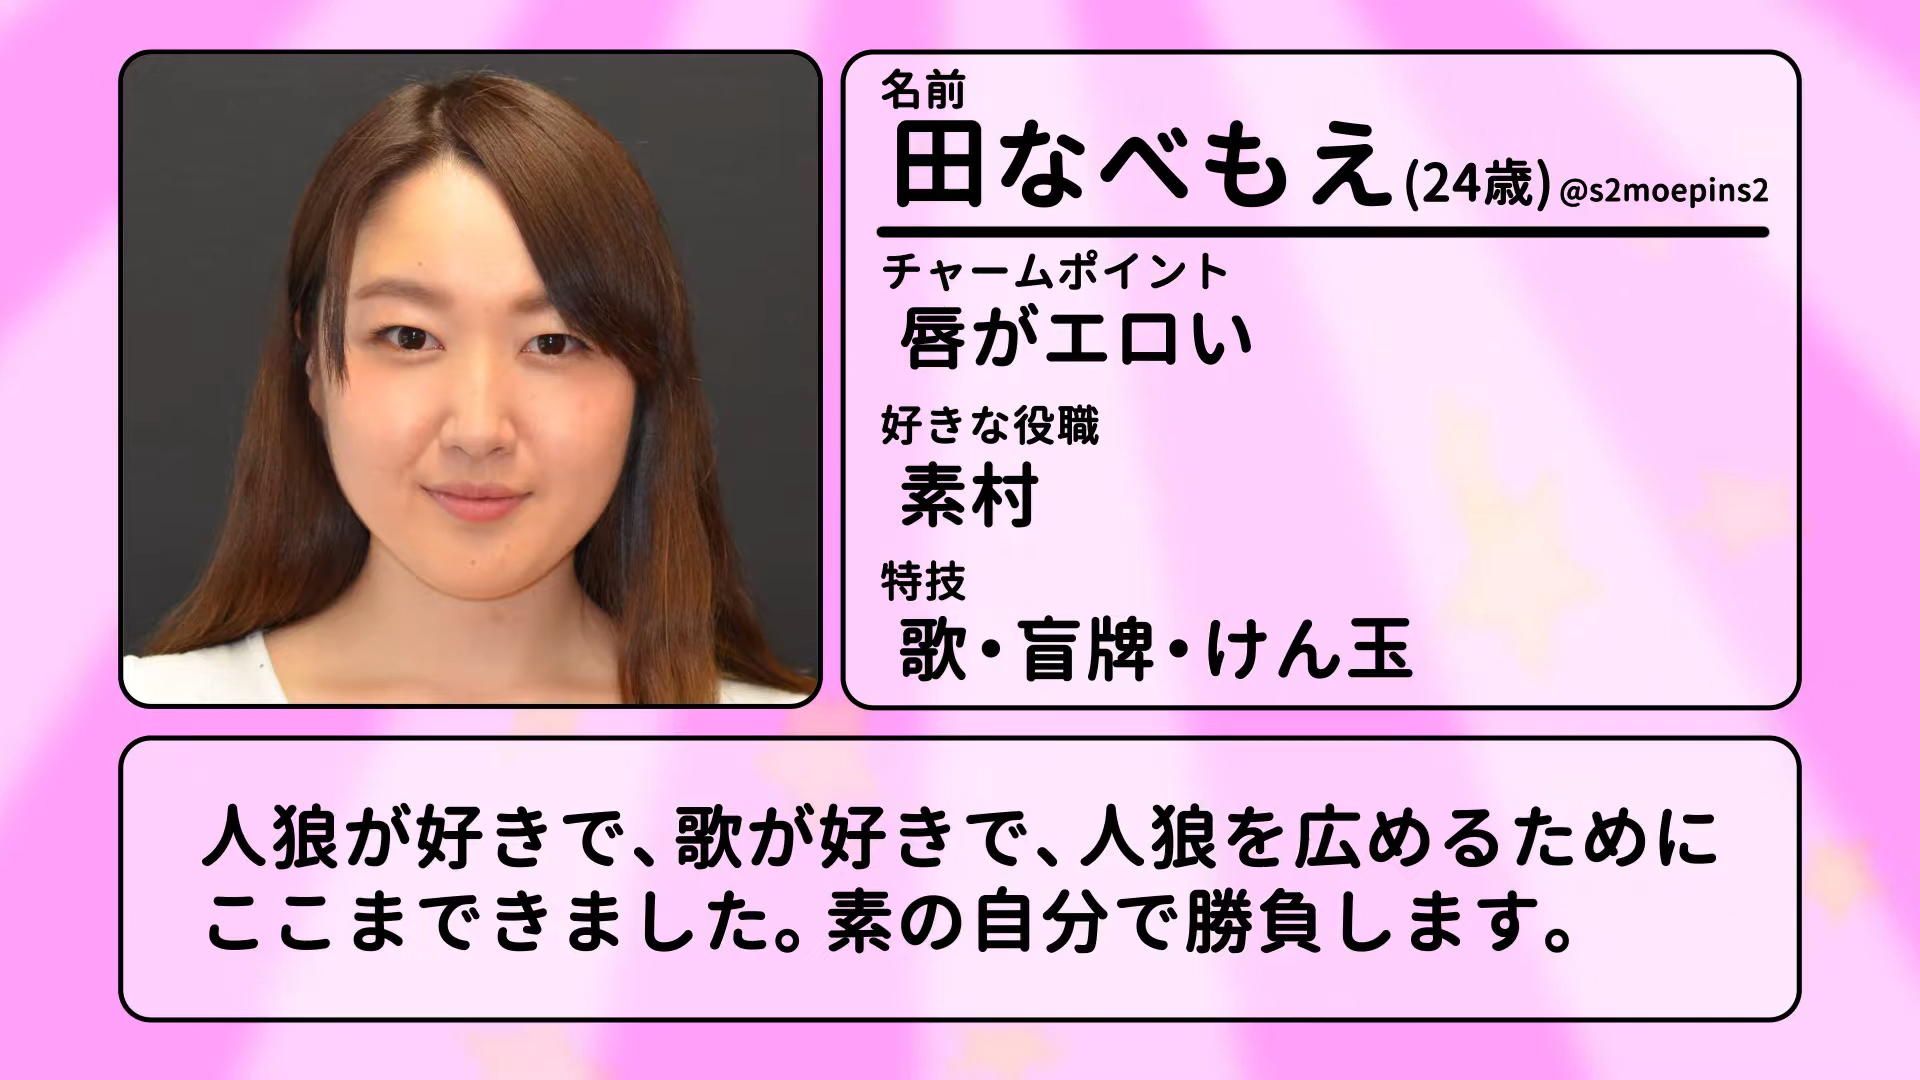 名前
田なべもえ(24歳)@s2moepins2
チャームポイント
唇がエロい
好きな役職
素村
特技
歌・盲牌・けん玉
人狼が好きで、歌が好きで、人狼を広めるために
ここまできました。素の自分で勝負します。